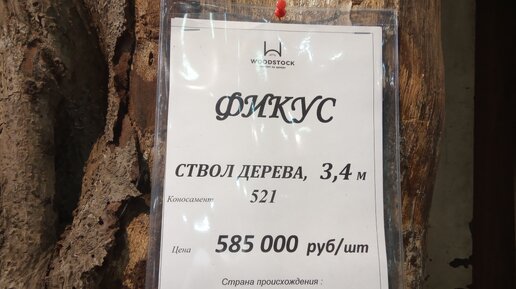 WOODSTOCK
ФИКУС
СТВОЛ ДЕРЕВА, 3,4 м
Коносамент 521
Цена 585 000 руб/шт
Страна происхождения :